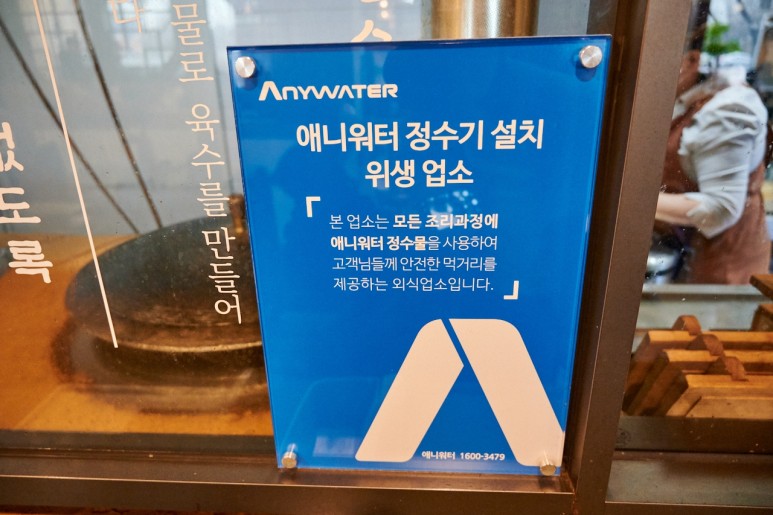 물로 육수를 만들어
없도록
ANYWATER
애니워터 정수기 설치
위생 업소
「 본 업소는 모든 조리과정에
애니워터 정수물을 사용하여
고객님들께 안전한 먹거리를
제공하는 외식업소입니다. 」
애니워터 1600-3479